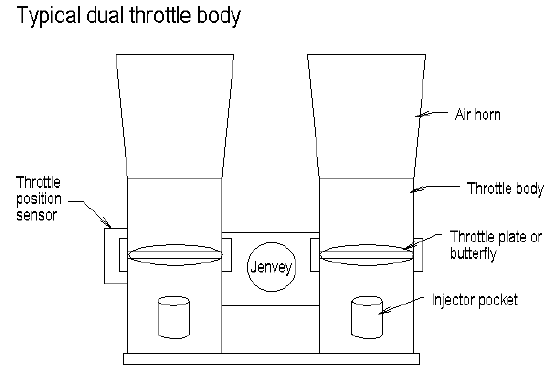 Typical dual throttle body
Air horn
Throttle
position
sensor
Throttle body
Throttle plate or
butterfly
Jenvey
Injector pocket